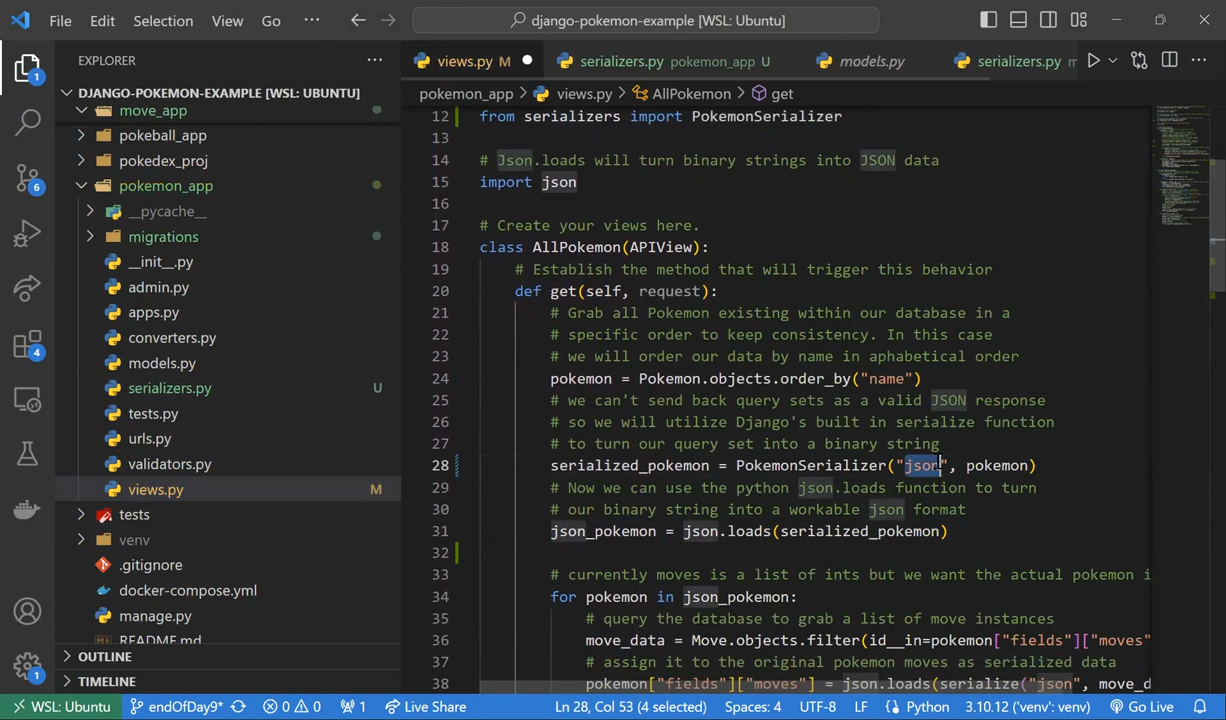 File Edit Selection View Go ··· django-pokemon-example [WSL: Ubuntu]
EXPLORER ···
DJANGO-POKEMON-EXAMPLE [WSL: UBUNTU]
move_app
pokeball_app
pokedex_proj
pokemon_app
__pycache__
migrations
__init__.py
admin.py
apps.py
converters.py
models.py
serializers.py U
tests.py
urls.py
validators.py
views.py M
tests
venv
.gitignore
docker-compose.yml
manage.py
README.md
OUTLINE
TIMELINE
1
6
4
1
views.py M serializers.py pokemon_app U models.py serializers.py m ···
pokemon_app > views.py > AllPokemon > get
12 from serializers import PokemonSerializer
13
14 # Json.loads will turn binary strings into JSON data
15 import json
16
17 # Create your views here.
18 class AllPokemon(APIView):
19 # Establish the method that will trigger this behavior
20 def get(self, request):
21 # Grab all Pokemon existing within our database in a
22 # specific order to keep consistency. In this case
23 # we will order our data by name in aphabetical order
24 pokemon = Pokemon.objects.order_by("name")
25 # we can't send back query sets as a valid JSON response
26 # so we will utilize Django's built in serialize function
27 # to turn our query set into a binary string
28 serialized_pokemon = PokemonSerializer("json", pokemon)
29 # Now we can use the python json.loads function to turn
30 # our binary string into a workable json format
31 json_pokemon = json.loads(serialized_pokemon)
32
33 # currently moves is a list of ints but we want the actual pokemon i
34 for pokemon in json_pokemon:
35 # query the database to grab a list of move instances
36 move_data = Move.objects.filter(id__in=pokemon["fields"]["moves"
37 # assign it to the original pokemon moves as serialized data
38 pokemon["fields"]["moves"] = json.loads(serialize("json", move_d
WSL: Ubuntu endOfDay9* 0 0 1 Live Share Ln 28, Col 53 (4 selected) Spaces: 4 UTF-8 LF Python 3.10.12 ('venv': venv) Go Live